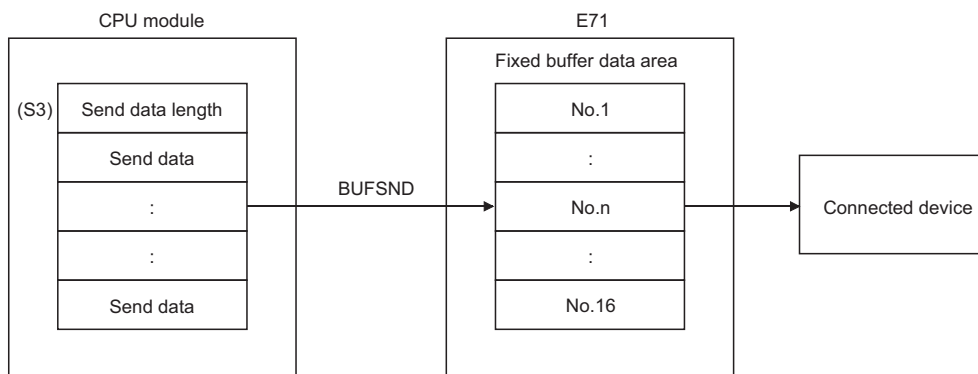 CPU module
(S3)
Send data length
Send data
:
:
Send data
BUFSND
E71
Fixed buffer data area
No.1
:
No.n
:
No.16
Connected device